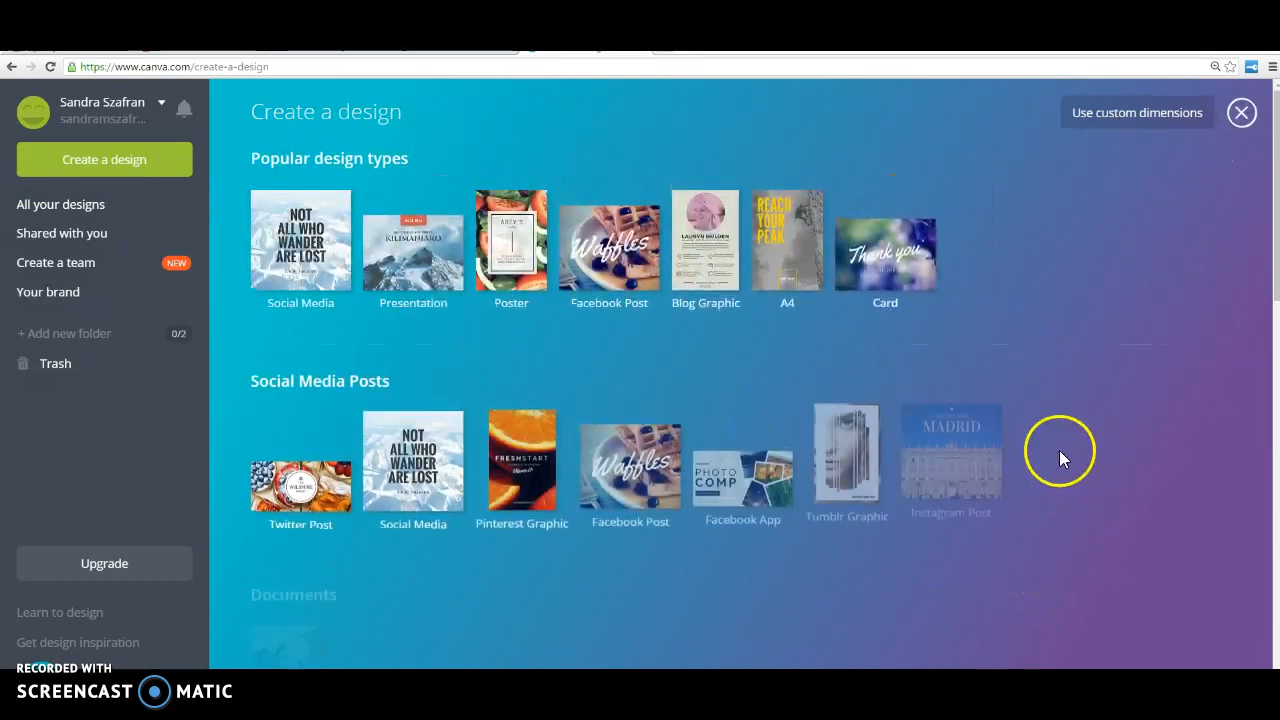 https://www.canva.com/create-a-design
Sandra Szafran
sandramszafr...
Create a design
All your designs
Shared with you
Create a team NEW
Your brand
+ Add new folder 0/2
Trash
Upgrade
Learn to design
Get design inspiration
Create a design
Use custom dimensions
Popular design types
NOT
ALL WHO
WANDER
ARE LOST
KILIMANJARO
Waffles
LAURYN
REACH
YOUR
PEAK
Thank you
Social Media
Presentation
Poster
Facebook Post
Blog Graphic
A4
Card
Social Media Posts
WILSHIRE
NOT
ALL WHO
WANDER
ARE LOST
FRESHSTART
Waffles
PHOTO
COMP
MADRID
Twitter Post
Social Media
Pinterest Graphic
Facebook Post
Facebook App
Tumblr Graphic
Instagram Post
Documents
RECORDED WITH
SCREENCAST MATIC